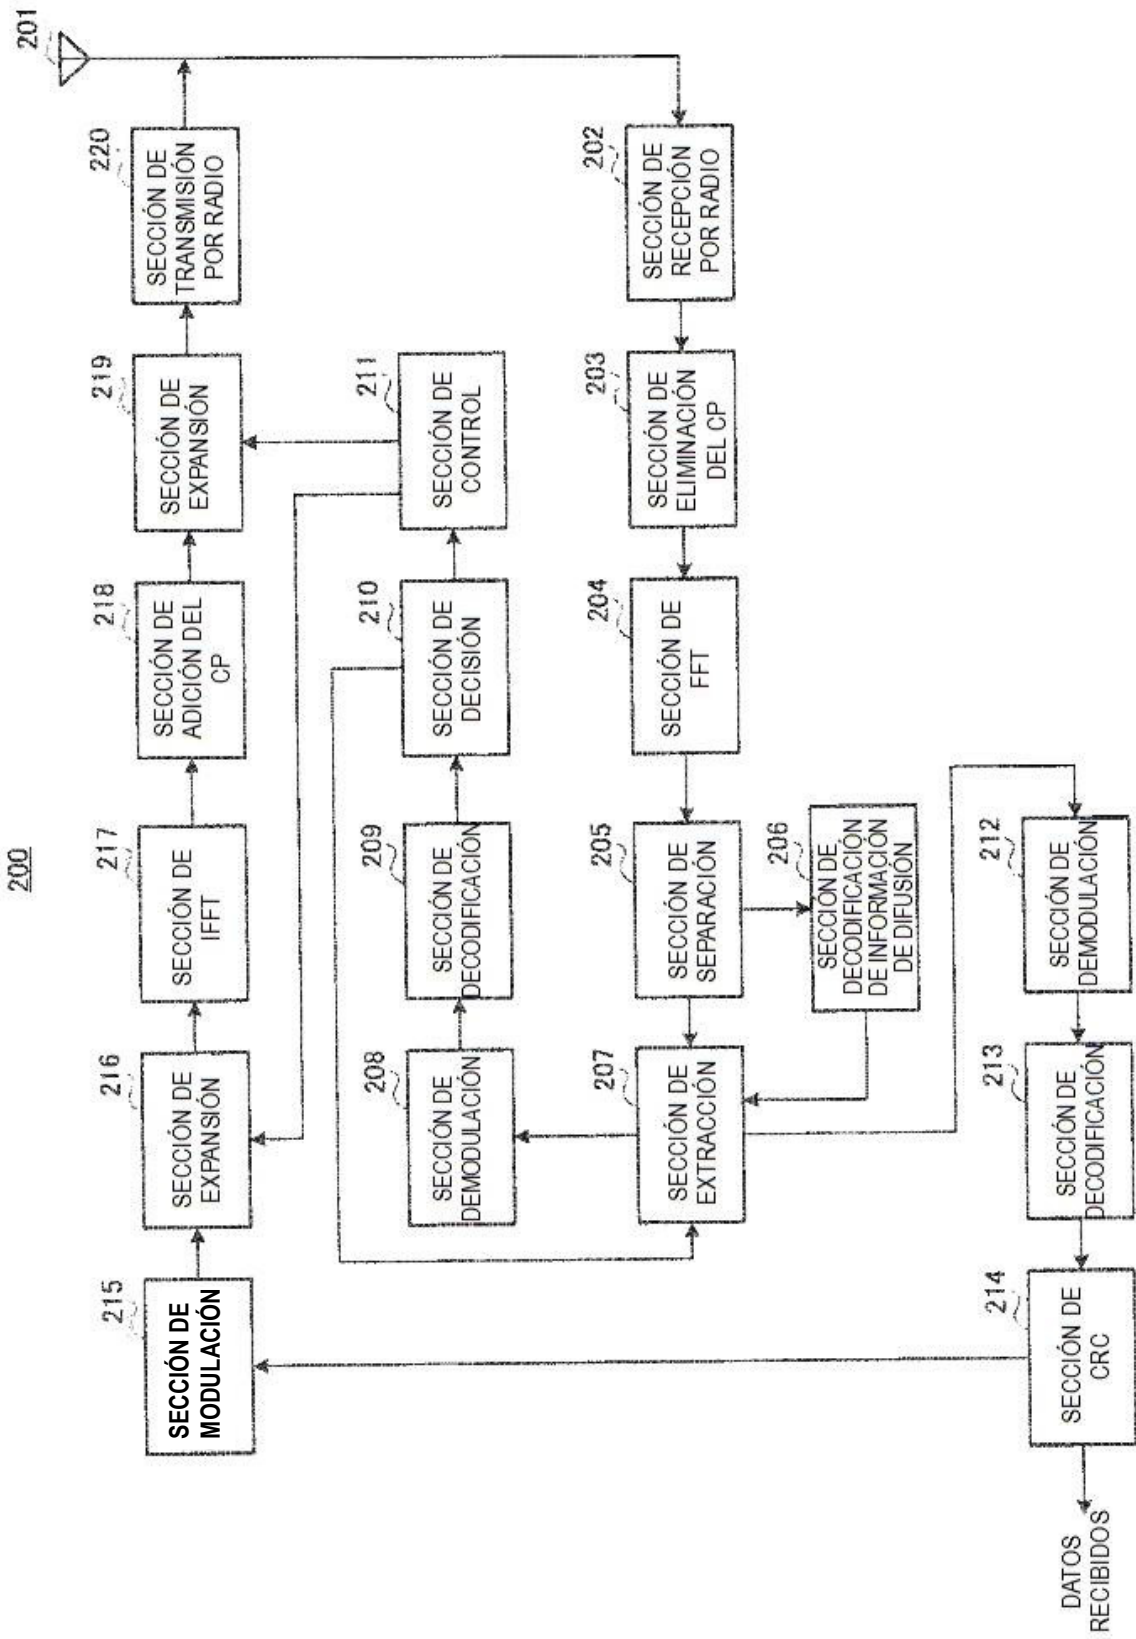 200
201
215
SECCIÓN DE
MODULACIÓN
216
SECCIÓN DE
EXPANSIÓN
217
SECCIÓN DE
IFFT
218
SECCIÓN DE
ADICIÓN DEL
CP
219
SECCIÓN DE
EXPANSIÓN
220
SECCIÓN DE
TRANSMISIÓN
POR RADIO
208
SECCIÓN DE
DEMODULACIÓN
209
SECCIÓN DE
DECODIFICACIÓN
210
SECCIÓN DE
DECISIÓN
211
SECCIÓN DE
CONTROL
207
SECCIÓN DE
EXTRACCIÓN
205
SECCIÓN DE
SEPARACIÓN
204
SECCIÓN DE
FFT
203
SECCIÓN DE
ELIMINACIÓN
DEL CP
202
SECCIÓN DE
RECEPCIÓN
POR RADIO
206
SECCIÓN DE
DECODIFICACIÓN
DE INFORMACIÓN
DE DIFUSIÓN
214
SECCIÓN DE
CRC
213
SECCIÓN DE
DECODIFICACIÓN
212
SECCIÓN DE
DEMODULACIÓN
DATOS
RECIBIDOS